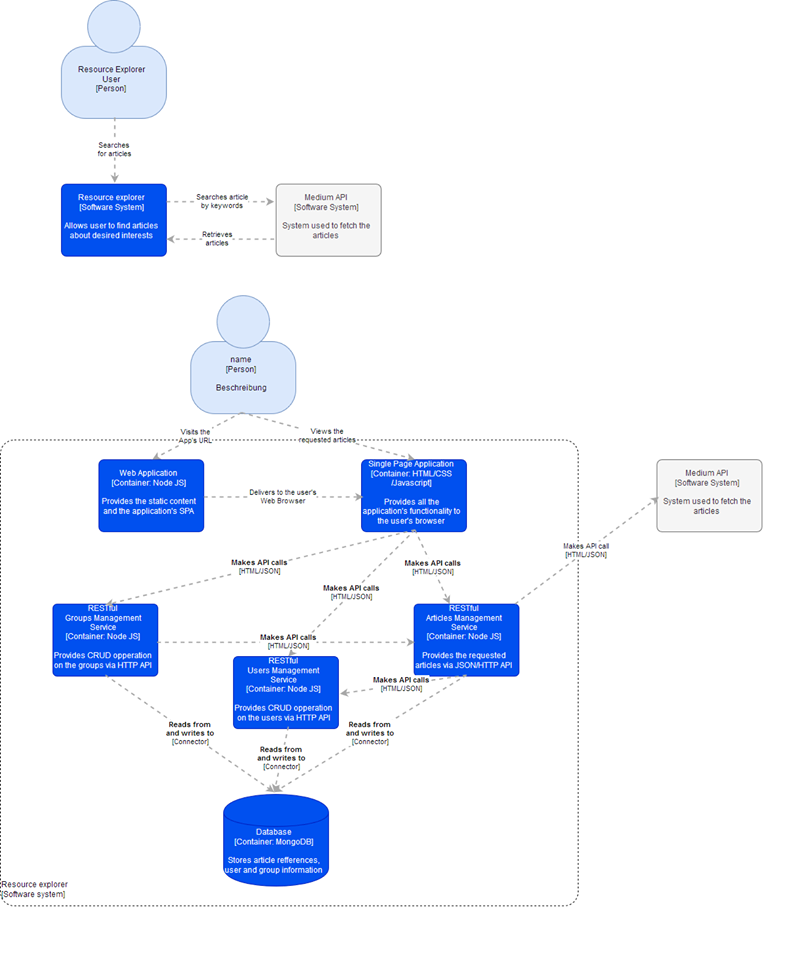 Resource Explorer
User
[Person]
Searches
for articles
Resource explorer
[Software System]
Allows user to find articles
about desired interests
Searches article
by keywords
Retrieves
articles
Medium API
[Software System]
System used to fetch the
articles
name
[Person]
Beschreibung
Visits the
App's URL
Views the
requested articles
Web Application
[Container: Node JS]
Provides the static content
and the application's SPA
Delivers to the user's
Web Browser
Single Page Application
[Container: HTML/CSS
/Javascript]
Provides all the
application's functionality to
the user's browser
Medium API
[Software System]
System used to fetch the
articles
Makes API call
[HTML/JSON]
Makes API calls
[HTML/JSON]
Makes API calls
[HTML/JSON]
Makes API calls
[HTML/JSON]
RESTful
Groups Management
Service
[Container: Node JS]
Provides CRUD opperation
on the groups via HTTP API
Makes API calls
[HTML/JSON]
RESTful
Articles Management
Service
[Container: Node JS]
Provides the requested
articles via JSON/HTTP API
RESTful
Users Management
Service
[Container: Node JS]
Provides CRUD opperation
on the users via HTTP API
Makes API calls
[HTML/JSON]
Reads from
and writes to
[Connector]
Reads from
and writes to
[Connector]
Reads from
and writes to
[Connector]
Database
[Container: MongoDB]
Stores article refferences,
user and group information
Resource explorer
[Software system]